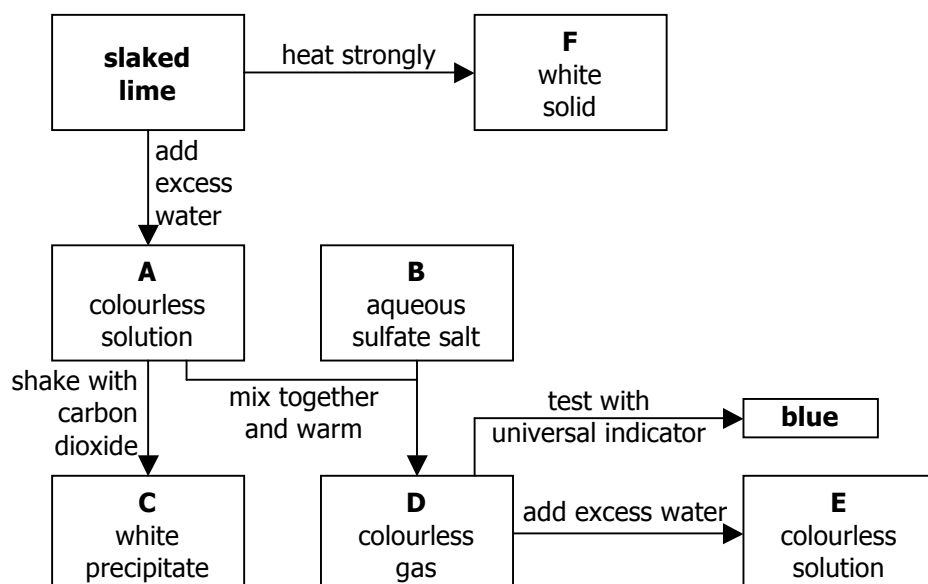 slaked
lime
heat strongly
F
white
solid
add
excess
water
A
colourless
solution
B
aqueous
sulfate salt
shake with
carbon
dioxide
mix together
and warm
test with
universal indicator
blue
C
white
precipitate
D
colourless
gas
add excess water
E
colourless
solution